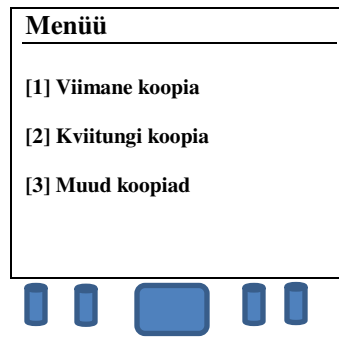 Menüü
[1] Viimane koopia
[2] Kviitungi koopia
[3] Muud koopiad